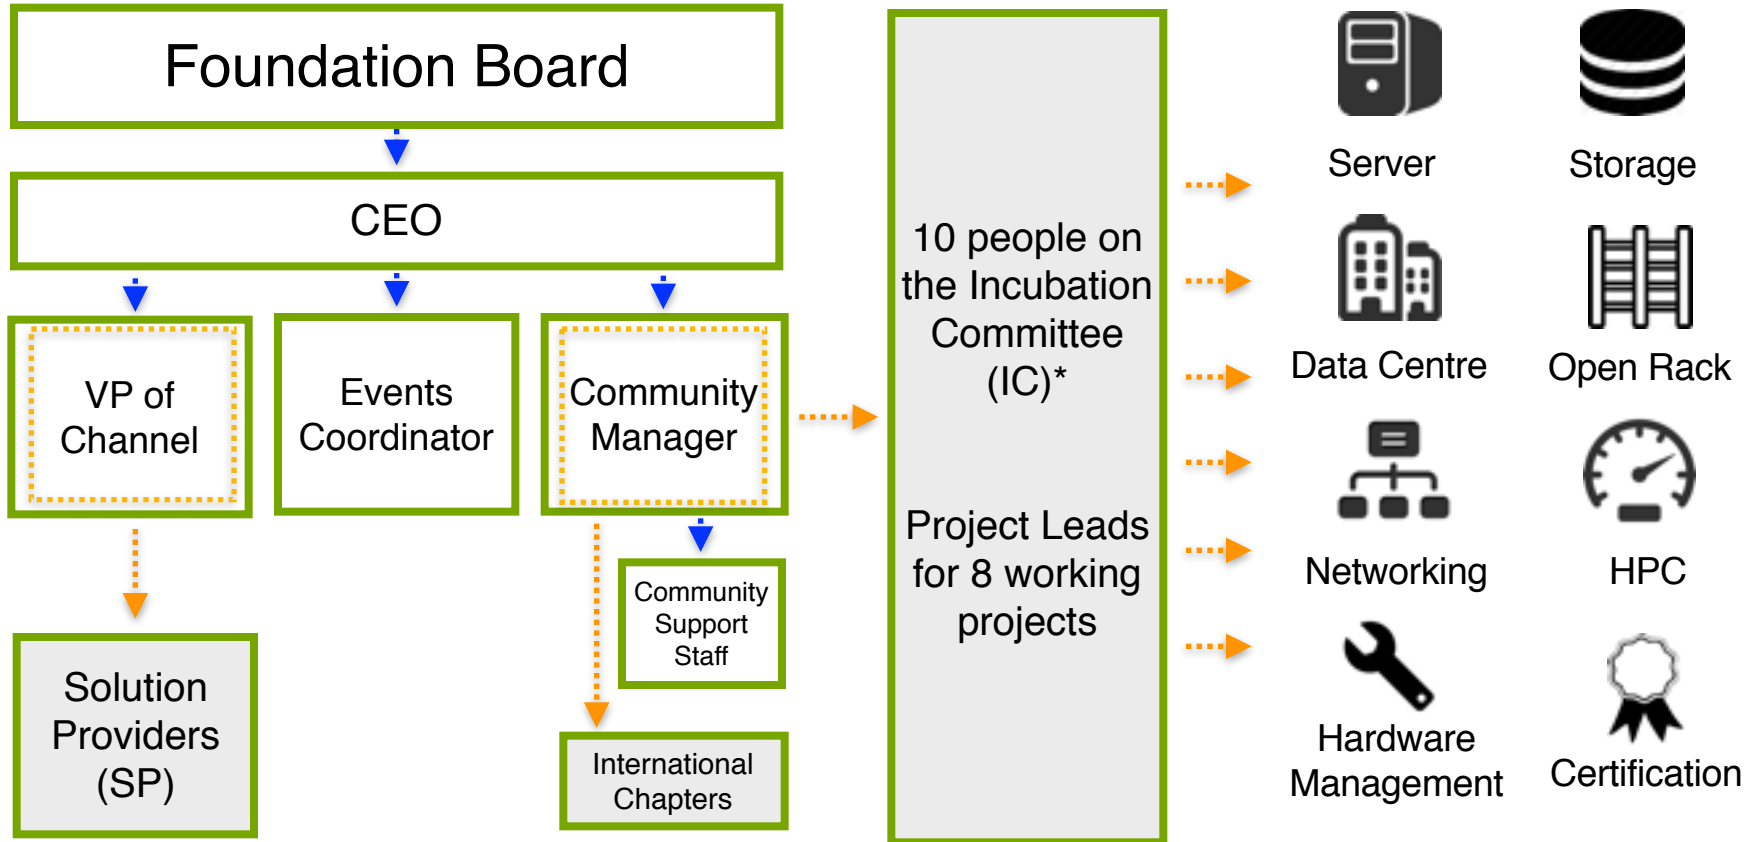 Foundation Board
CEO
VP of
Channel
Events
Coordinator
Community
Manager
Community
Support
Staff
Solution
Providers
(SP)
International
Chapters
10 people on
the Incubation
Committee
(IC)*
Project Leads
for 8 working
projects
Server
Storage
Data Centre
Open Rack
Networking
HPC
Hardware
Management
Certification